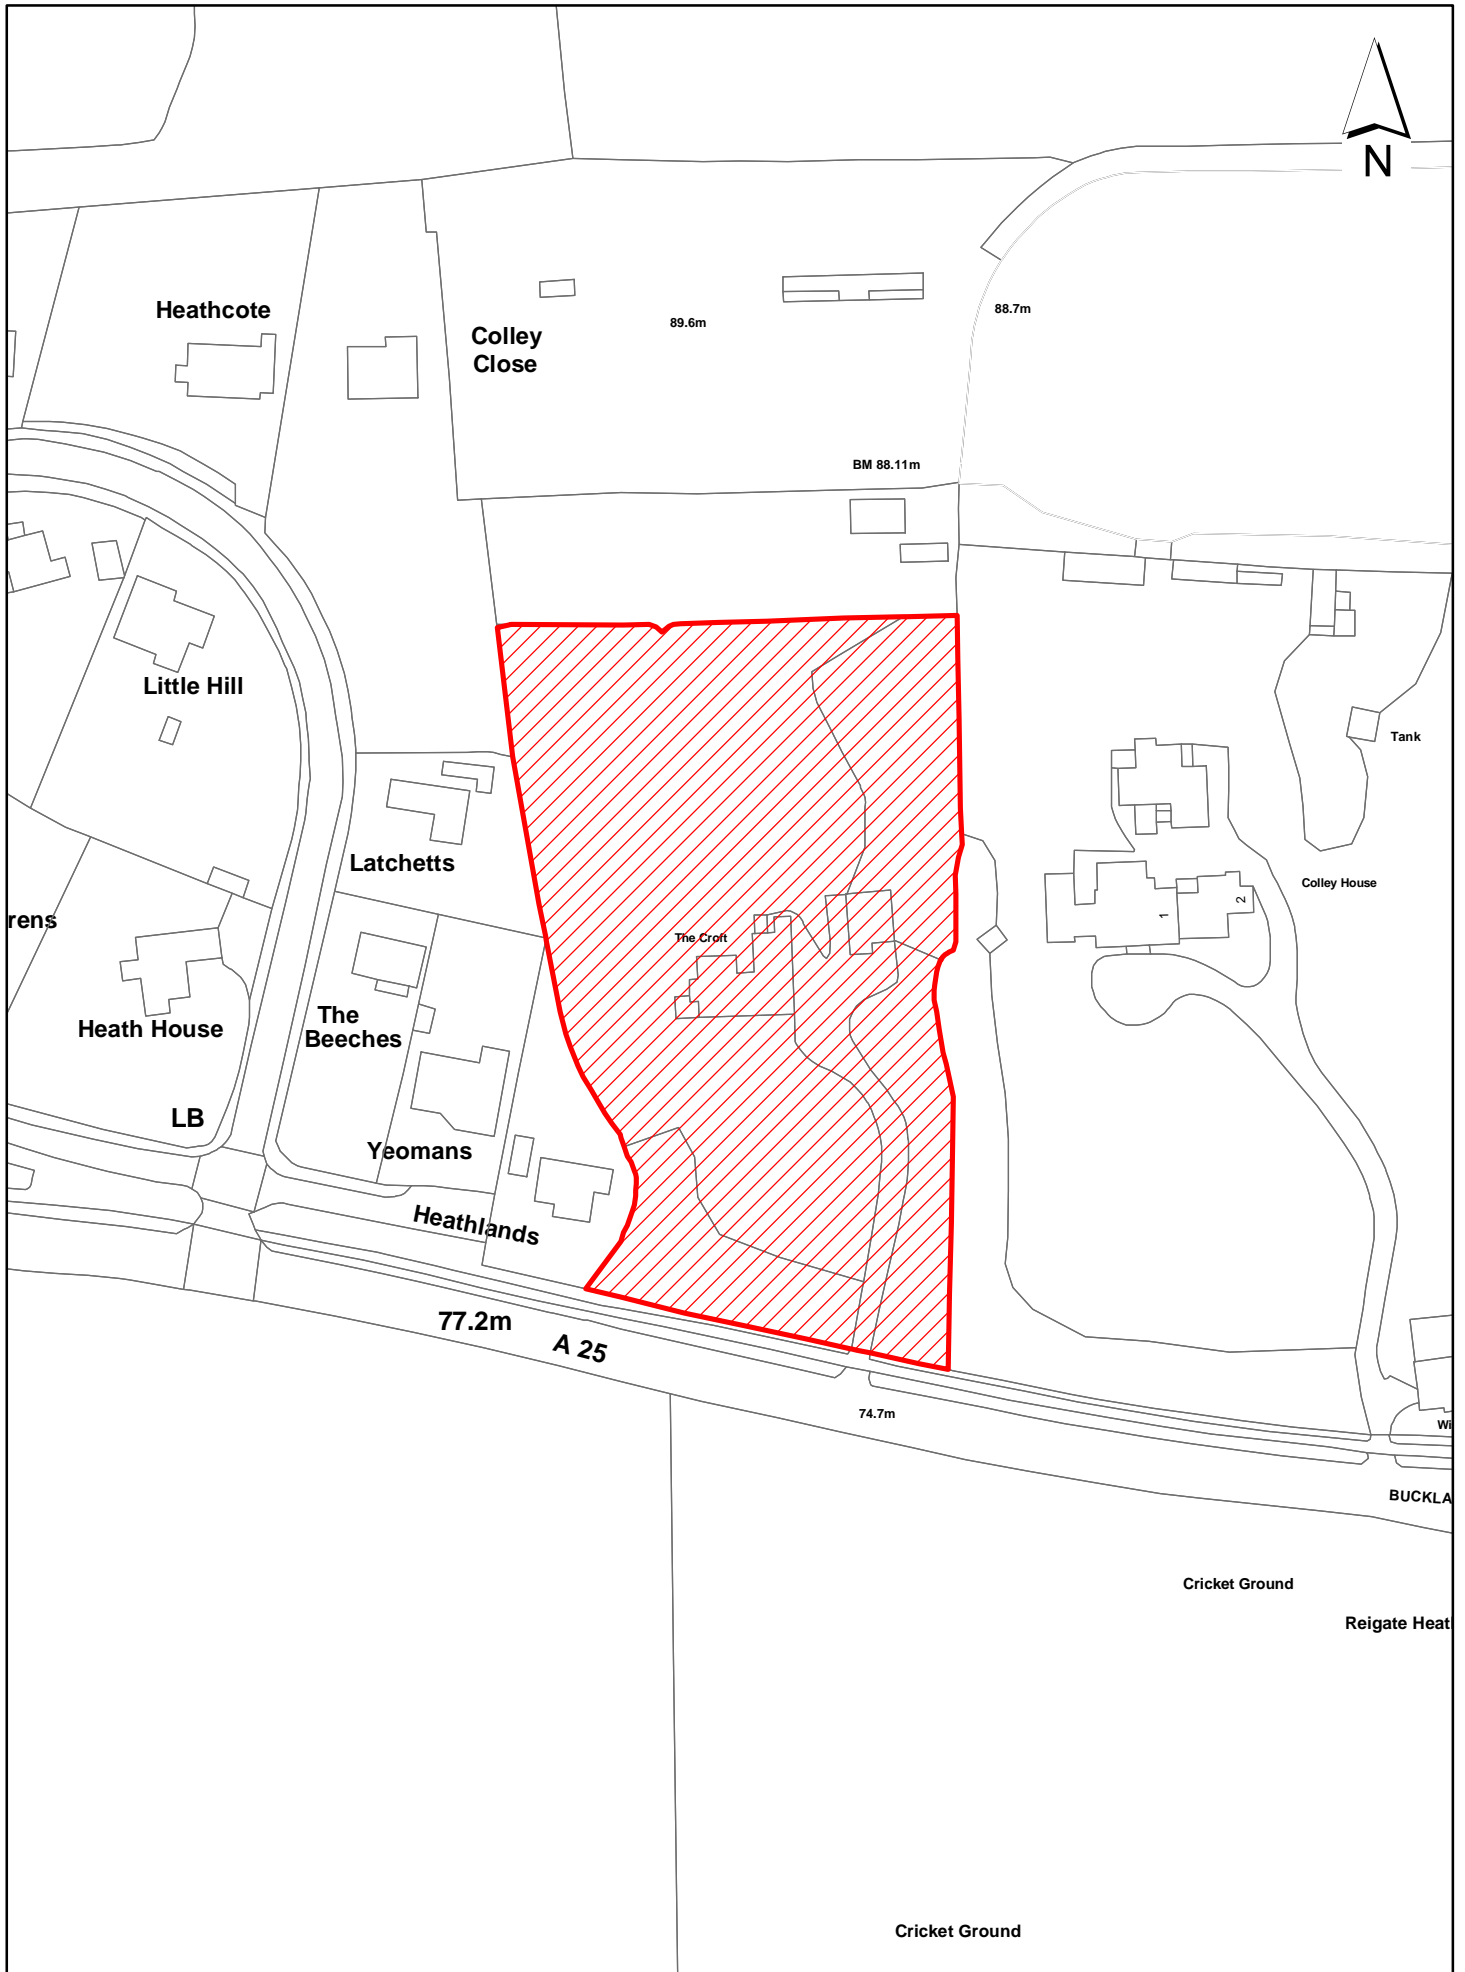 N
Heathcote
Colley
Close
89.6m
88.7m
BM 88.11m
Little Hill
Tank
Latchetts
Colley House
rens
1
2
The Croft
The
Beeches
Heath House
LB
Yeomans
Heathlands
77.2m
A 25
74.7m
Wi
BUCKLA
Cricket Ground
Reigate Heat
Cricket Ground